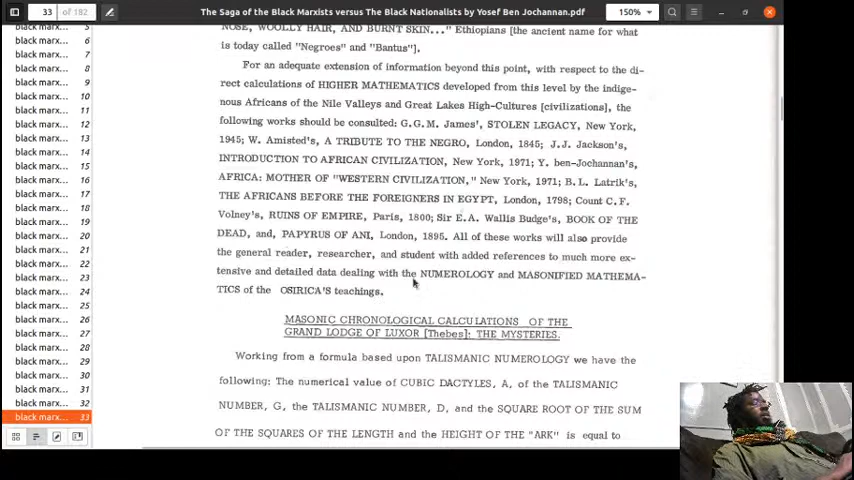 33 of 182
The Saga of the Black Marxists versus The Black Nationalists by Yosef Ben Jochannan.pdf
150%
black marx... 5
black marx... 6
black marx... 7
black marx... 8
black marx... 9
black marx... 10
black marx... 11
black marx... 12
black marx... 13
black marx... 14
black marx... 15
black marx... 16
black marx... 17
black marx... 18
black marx... 19
black marx... 20
black marx... 21
black marx... 22
black marx... 23
black marx... 24
black marx... 25
black marx... 26
black marx... 27
black marx... 28
black marx... 29
black marx... 30
black marx... 31
black marx... 32
black marx... 33
NOSE, WOOLLY HAIR, AND BURNT SKIN..." Ethiopians [the ancient name for what
is today called "Negroes" and "Bantus"].
For an adequate extension of information beyond this point, with respect to the di-
rect calculations of HIGHER MATHEMATICS developed from this level by the indige-
nous Africans of the Nile Valleys and Great Lakes High-Cultures [civilizations], the
following works should be consulted: G.G.M. James', STOLEN LEGACY, New York,
1945; W. Amisted's, A TRIBUTE TO THE NEGRO, London, 1845; J.J. Jackson's,
INTRODUCTION TO AFRICAN CIVILIZATION, New York, 1971; Y. ben-Jochannan's,
AFRICA: MOTHER OF "WESTERN CIVILIZATION," New York, 1971; B.L. Latrik's,
THE AFRICANS BEFORE THE FOREIGNERS IN EGYPT, London, 1798; Count C.F.
Volney's, RUINS OF EMPIRE, Paris, 1800; Sir E.A. Wallis Budge's, BOOK OF THE
DEAD, and, PAPYRUS OF ANI, London, 1895. All of these works will also provide
the general reader, researcher, and student with added references to much more ex-
tensive and detailed data dealing with the NUMEROLOGY and MASONIFIED MATHEMA-
TICS of the OSIRICA'S teachings.
MASONIC CHRONOLOGICAL CALCULATIONS OF THE
GRAND LODGE OF LUXOR [Thebes]: THE MYSTERIES.
Working from a formula based upon TALISMANIC NUMEROLOGY we have the
following: The numerical value of CUBIC DACTYLES, A, of the TALISMANIC
NUMBER, G, the TALISMANIC NUMBER, D, and the SQUARE ROOT OF THE SUM
OF THE SQUARES OF THE LENGTH and the HEIGHT OF THE "ARK" is equal to